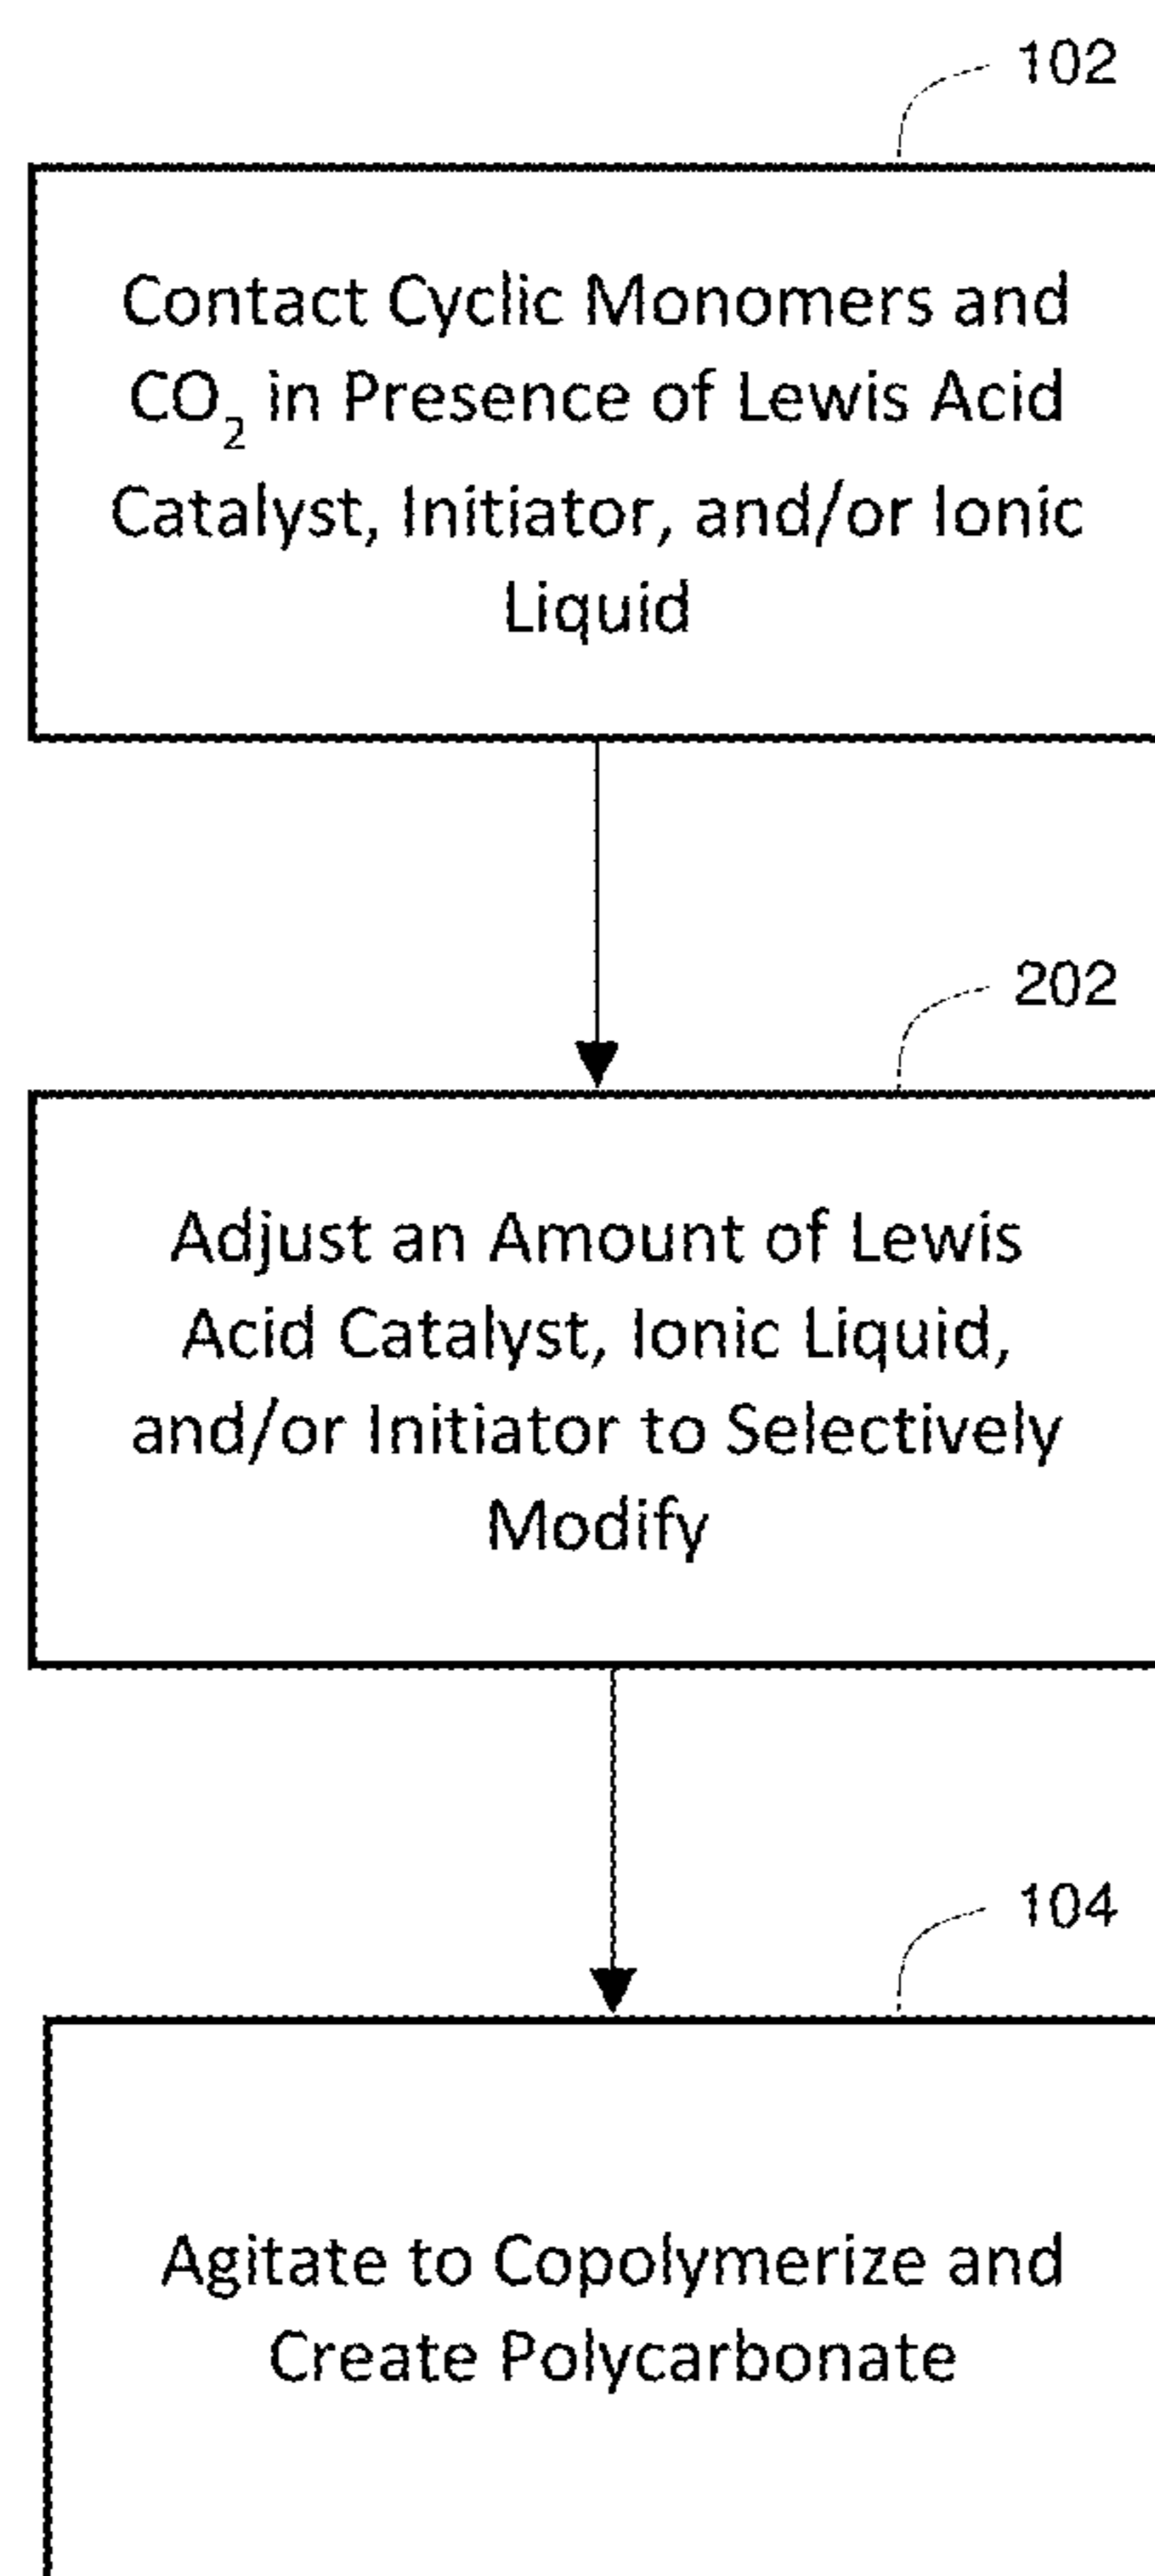 102
Contact Cyclic Monomers and
CO₂ in Presence of Lewis Acid
Catalyst, Initiator, and/or Ionic
Liquid
202
Adjust an Amount of Lewis
Acid Catalyst, Ionic Liquid,
and/or Initiator to Selectively
Modify
104
Agitate to Copolymerize and
Create Polycarbonate